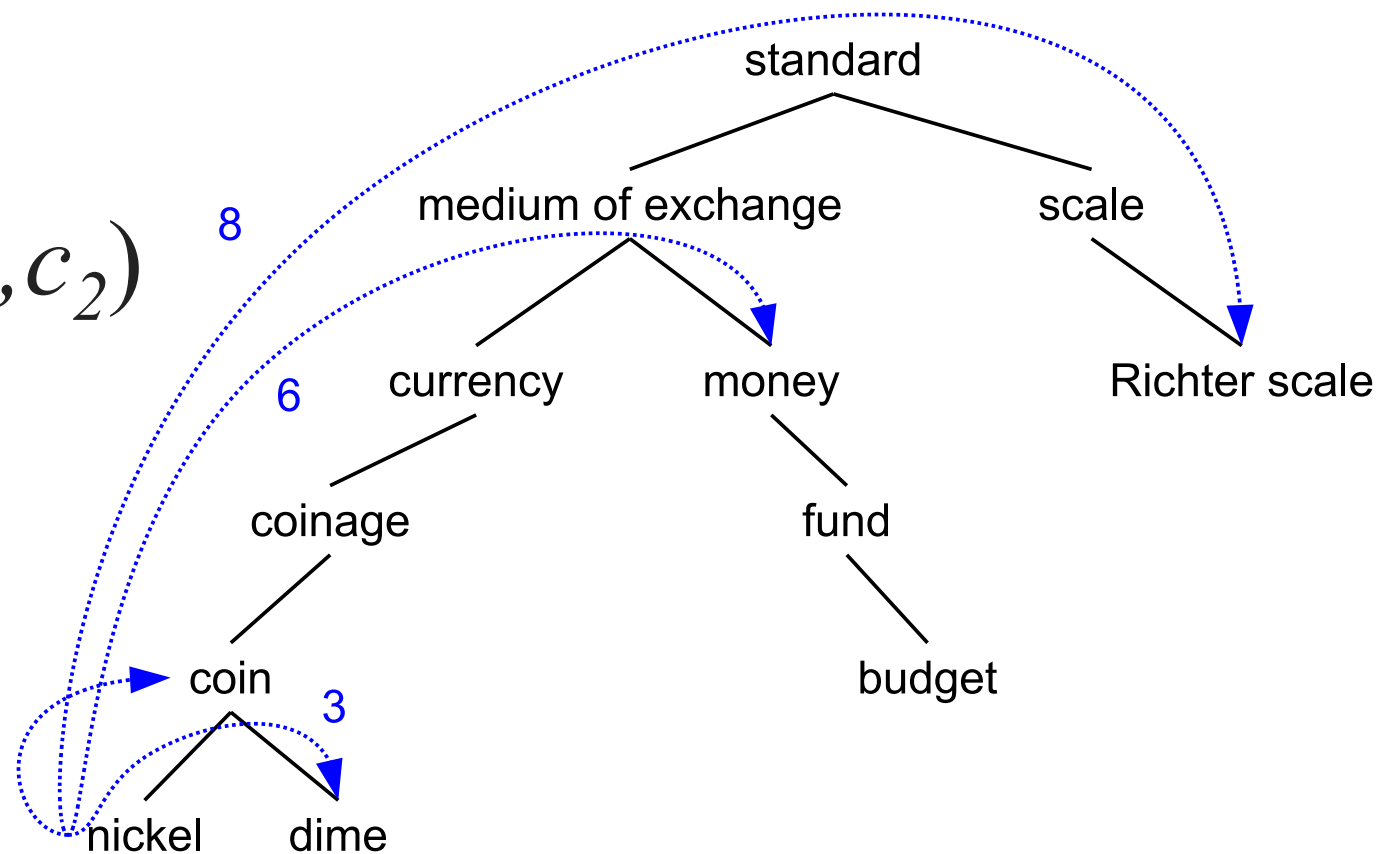 standard
8
medium of exchange scale
,c2)
6
currency money Richter scale
coinage fund
coin budget
3
nickel dime